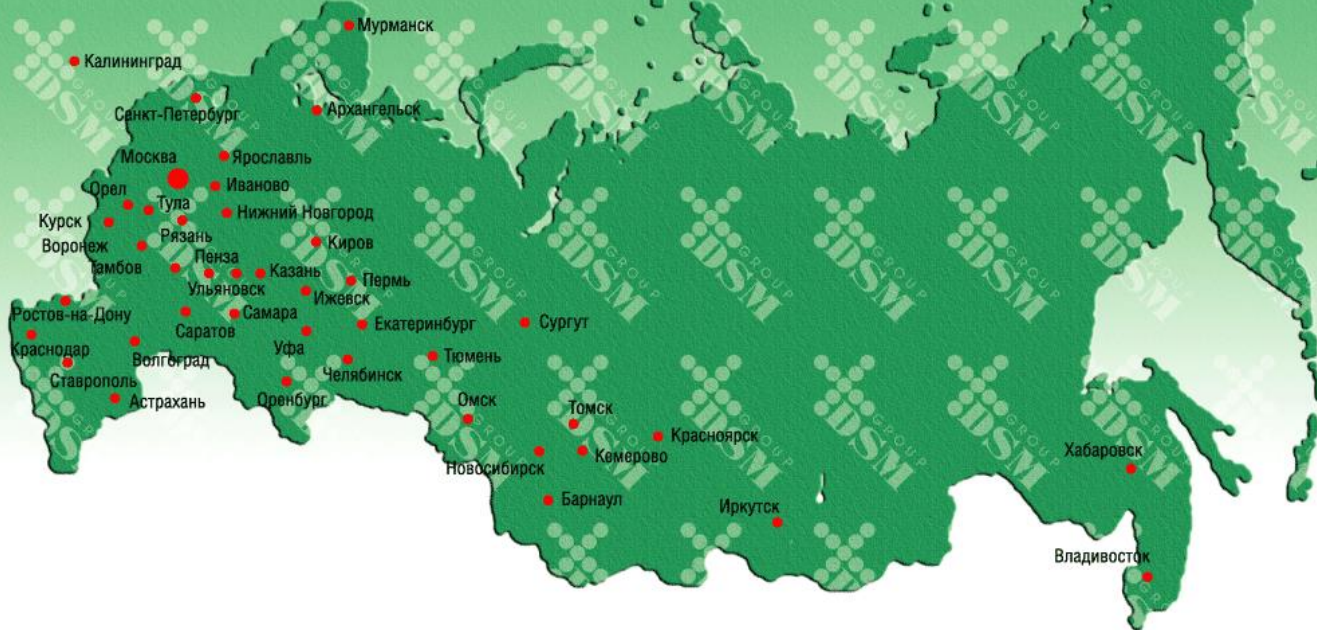 Мурманск
Калининград
Санкт-Петербург
Архангельск
Москва
Ярославль
Иваново
Орел
Тула
Нижний Новгород
Курск
Рязань
Воронеж
Киров
Пенза
Тамбов
Казань
Пермь
Ульяновск
Ижевск
Ростов-на-Дону
Самара
Саратов
Екатеринбург
Сургут
Краснодар
Волгоград
Уфа
Тюмень
Челябинск
Ставрополь
Астрахань
Оренбург
Омск
Томск
Красноярск
Новосибирск
Кемерово
Хабаровск
Барнаул
Иркутск
Владивосток
DSM GROUP